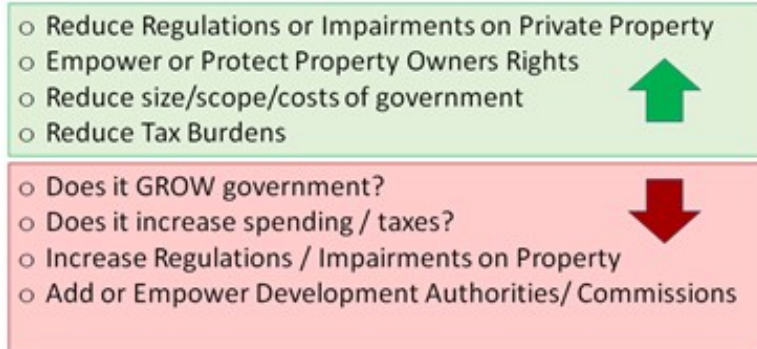 ○ Reduce Regulations or Impairments on Private Property
○ Empower or Protect Property Owners Rights
○ Reduce size/scope/costs of government
○ Reduce Tax Burdens
○ Does it GROW government?
○ Does it increase spending / taxes?
○ Increase Regulations / Impairments on Property
○ Add or Empower Development Authorities/ Commissions